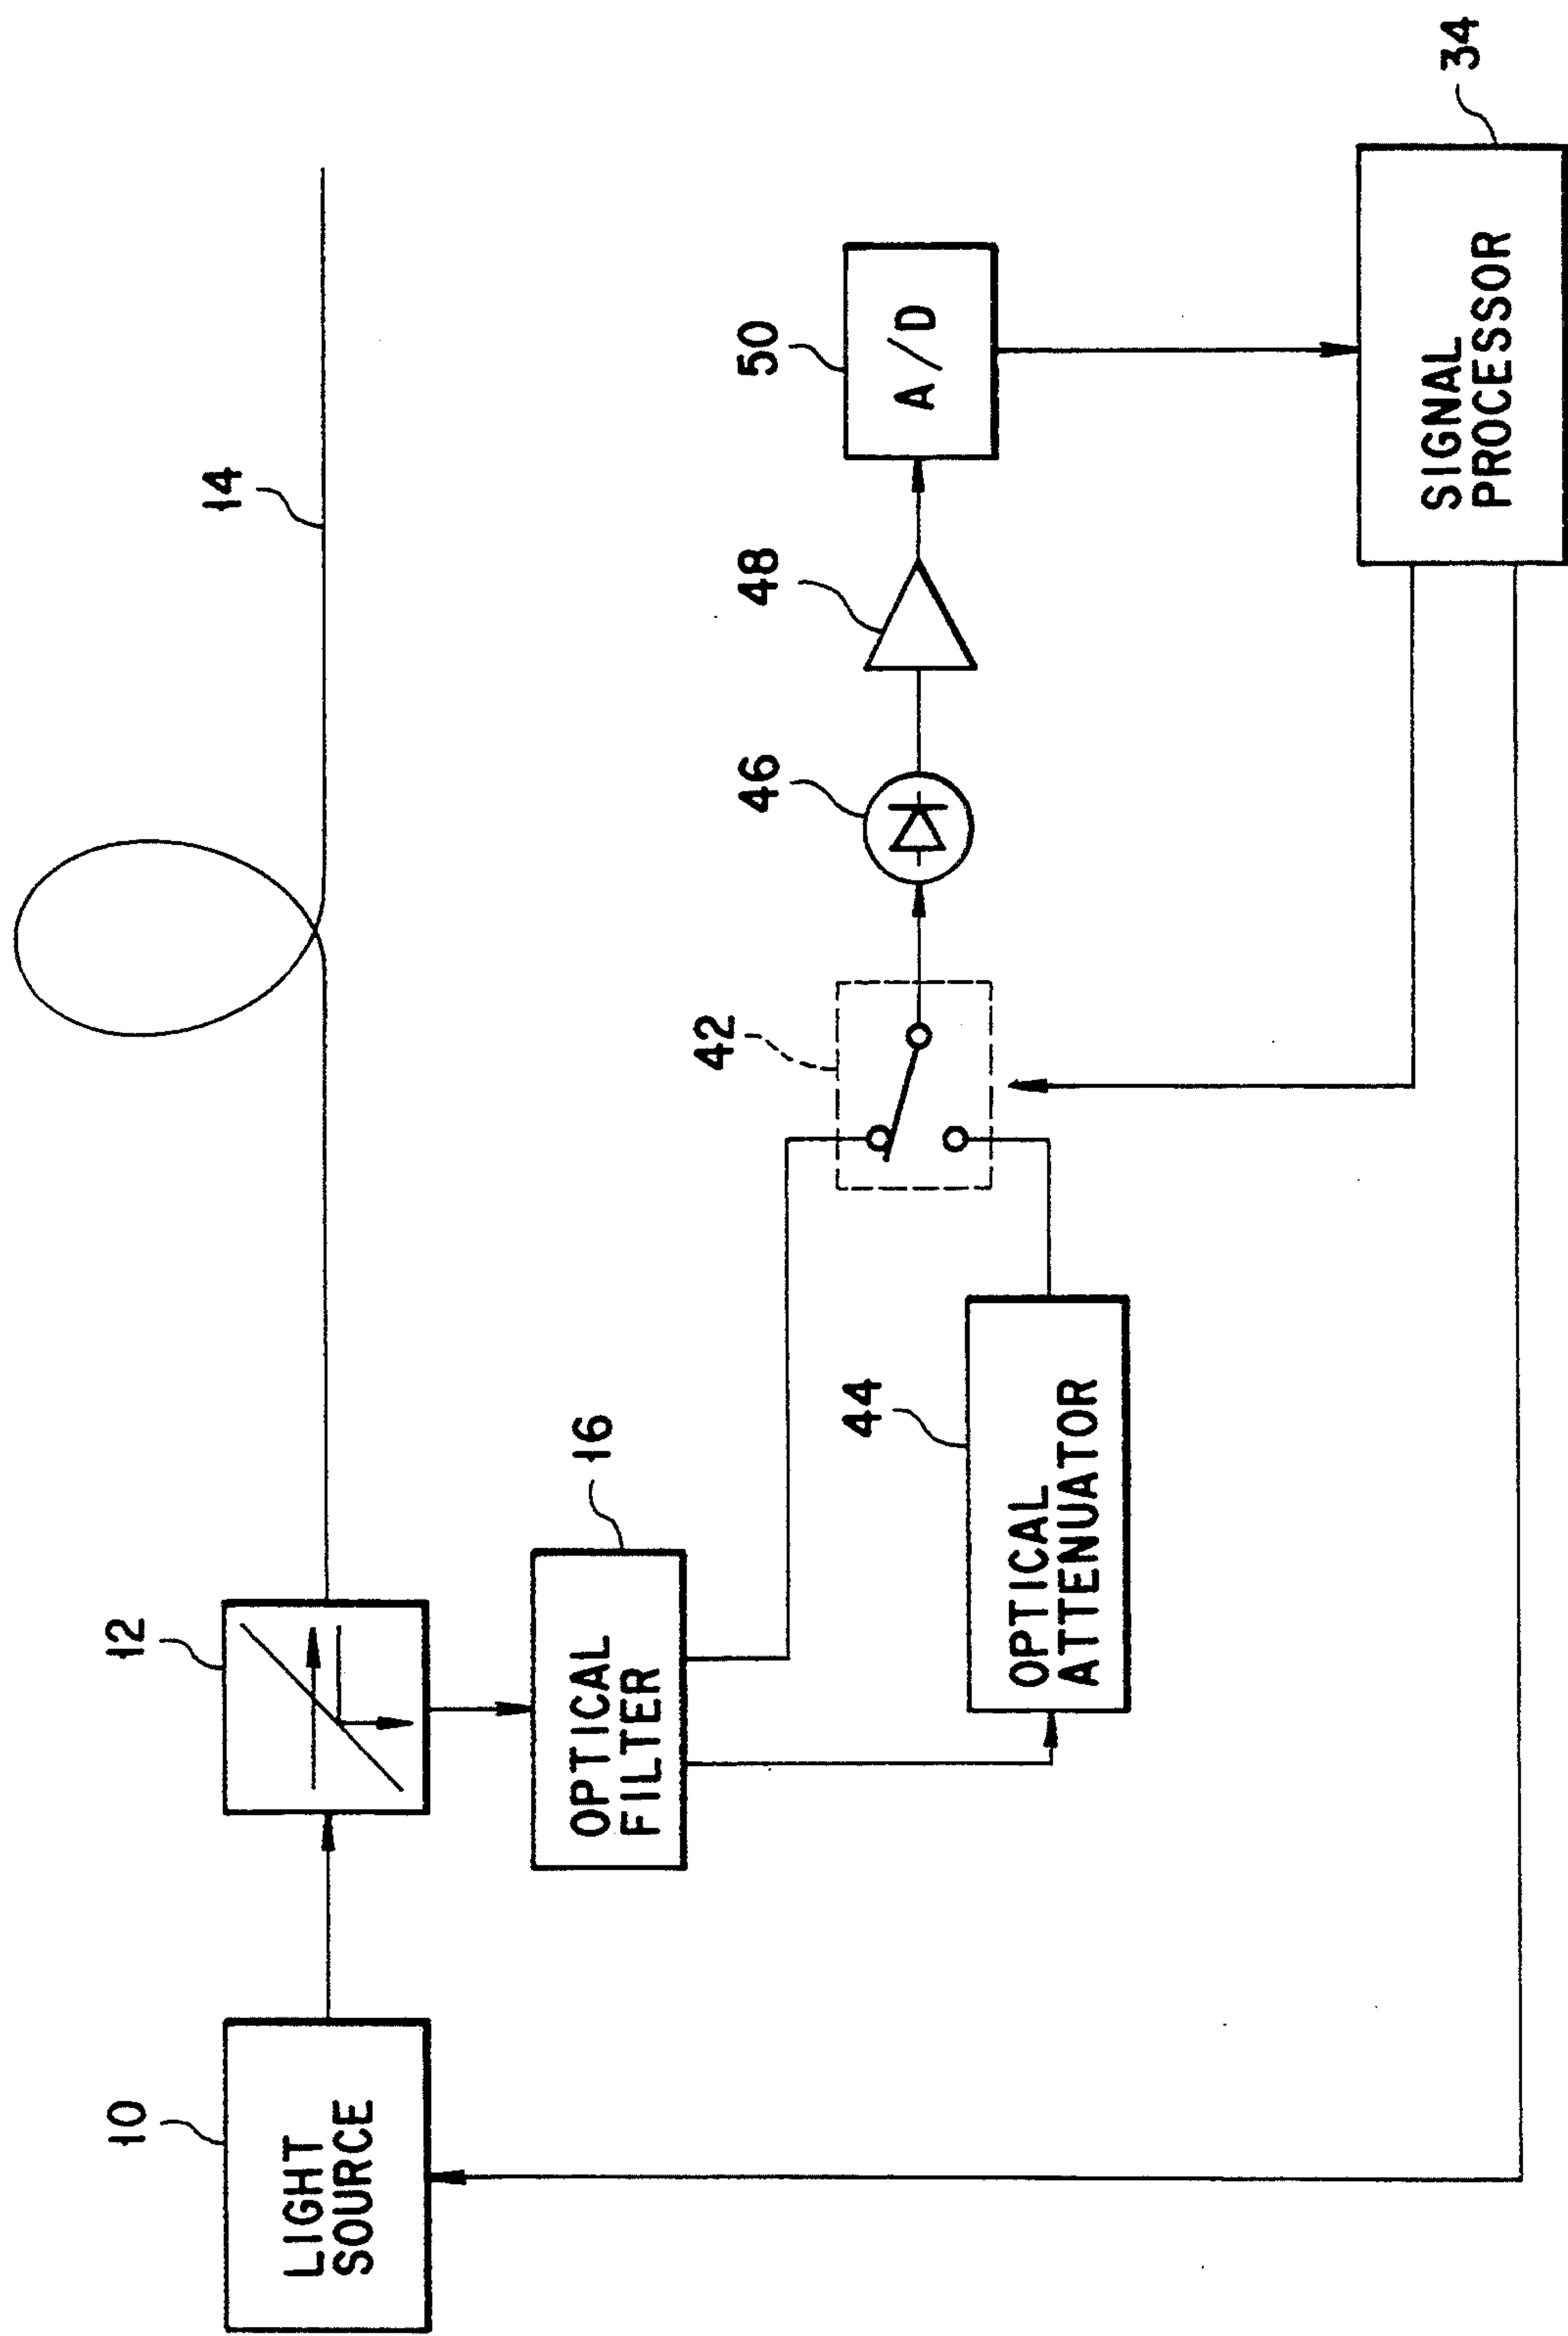 14
12
10
LIGHT
SOURCE
16
OPTICAL
FILTER
42
46
48
50
A/D
44
OPTICAL
ATTENUATOR
34
SIGNAL
PROCESSOR